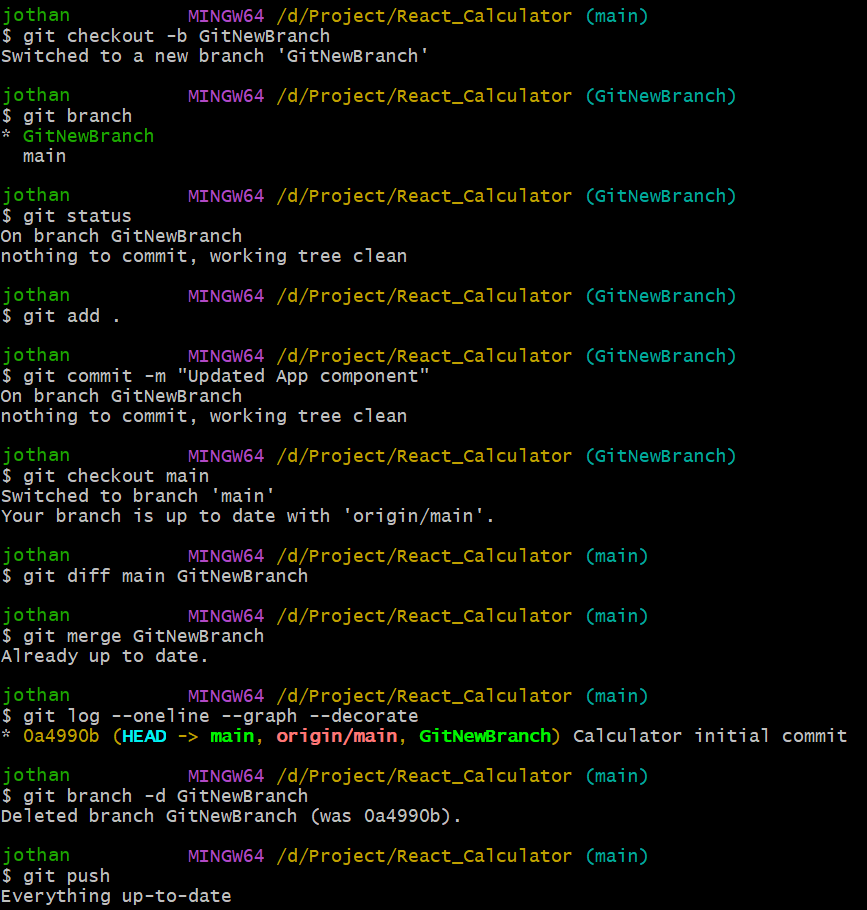 jothan MINGW64 /d/Project/React_Calculator (main)
$ git checkout -b GitNewBranch
Switched to a new branch 'GitNewBranch'
jothan MINGW64 /d/Project/React_Calculator (GitNewBranch)
$ git branch
* GitNewBranch
main
jothan MINGW64 /d/Project/React_Calculator (GitNewBranch)
$ git status
On branch GitNewBranch
nothing to commit, working tree clean
jothan MINGW64 /d/Project/React_Calculator (GitNewBranch)
$ git add .
jothan MINGW64 /d/Project/React_Calculator (GitNewBranch)
$ git commit -m "Updated App component"
On branch GitNewBranch
nothing to commit, working tree clean
jothan MINGW64 /d/Project/React_Calculator (GitNewBranch)
$ git checkout main
Switched to branch 'main'
Your branch is up to date with 'origin/main'.
jothan MINGW64 /d/Project/React_Calculator (main)
$ git diff main GitNewBranch
jothan MINGW64 /d/Project/React_Calculator (main)
$ git merge GitNewBranch
Already up to date.
jothan MINGW64 /d/Project/React_Calculator (main)
$ git log --oneline --graph --decorate
* 0a4990b (HEAD -> main, origin/main, GitNewBranch) Calculator initial commit
jothan MINGW64 /d/Project/React_Calculator (main)
$ git branch -d GitNewBranch
Deleted branch GitNewBranch (was 0a4990b).
jothan MINGW64 /d/Project/React_Calculator (main)
$ git push
Everything up-to-date